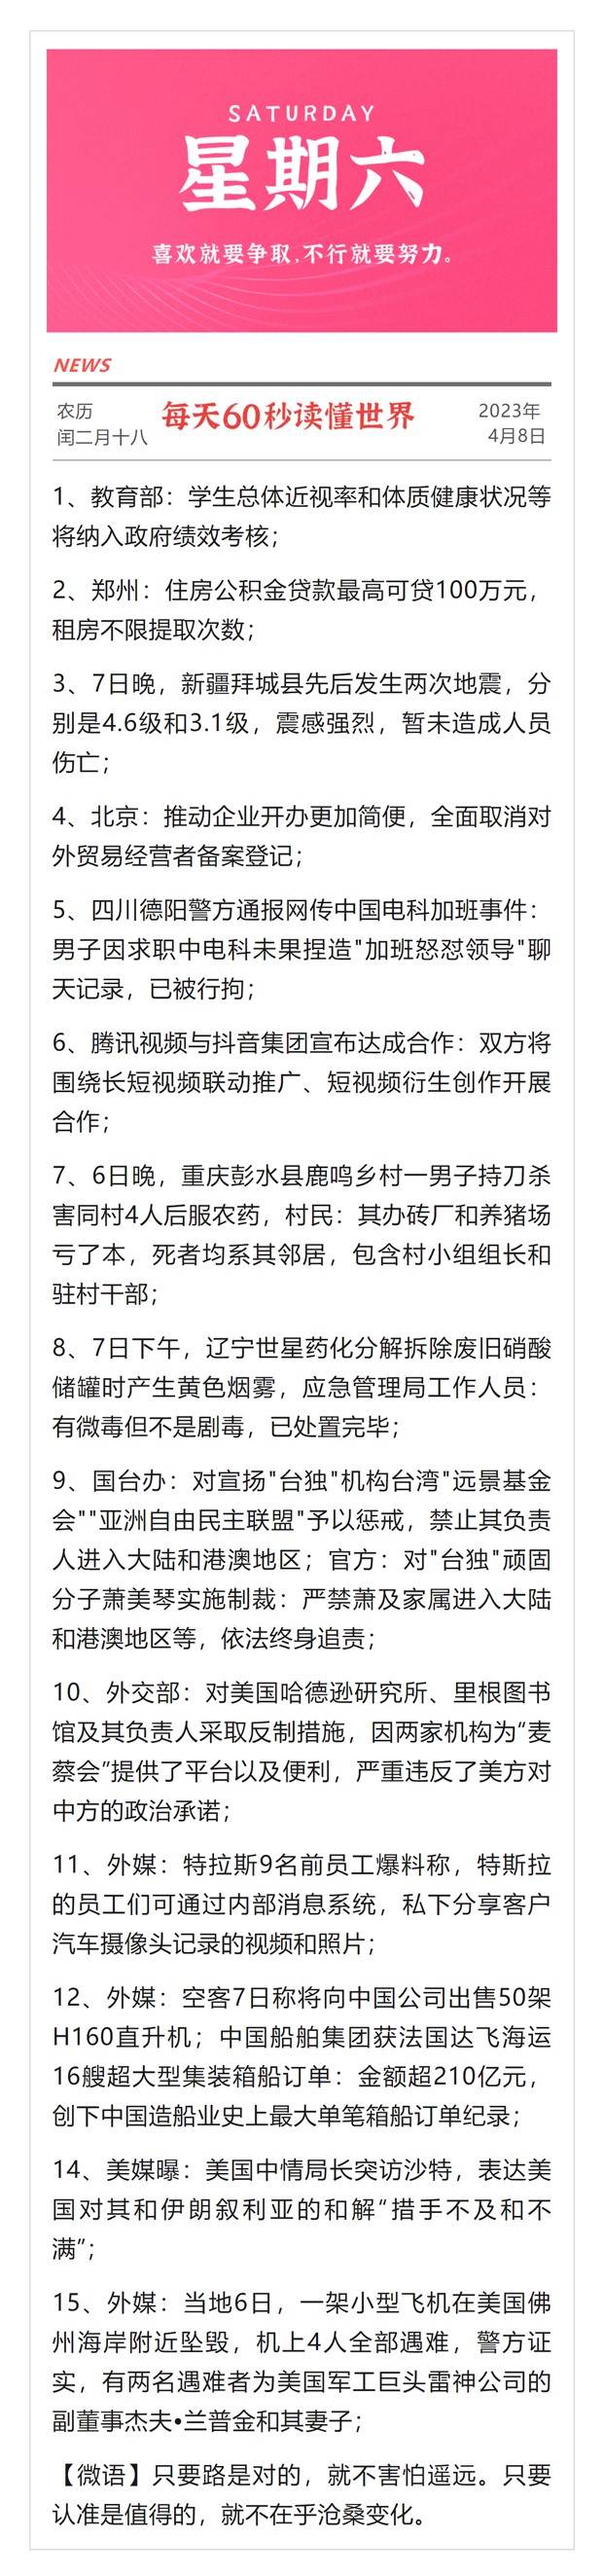 SATURDAY
星期六
喜欢就要争取,不行就要努力。
NEWS
农历
闰二月十八
每天60秒读懂世界
2023年
4月8日
1、教育部：学生总体近视率和体质健康状况等
将纳入政府绩效考核；
2、郑州：住房公积金贷款最高可贷100万元，
租房不限提取次数；
3、7日晚，新疆拜城县先后发生两次地震，分
别是4.6级和3.1级，震感强烈，暂未造成人员
伤亡；
4、北京：推动企业开办更加简便，全面取消对
外贸易经营者备案登记；
5、四川德阳警方通报网传中国电科加班事件：
男子因求职中电科未果捏造"加班怒怼领导"聊
天记录，已被行拘；
6、腾讯视频与抖音集团宣布达成合作：双方将
围绕长短视频联动推广、短视频衍生创作开展
合作；
7、6日晚，重庆彭水县鹿鸣乡村一男子持刀杀
害同村4人后服农药，村民：其办砖厂和养猪场
亏了本，死者均系其邻居，包含村小组组长和
驻村干部；
8、7日下午，辽宁世星药化分解拆除废旧硝酸
储罐时产生黄色烟雾，应急管理局工作人员：
有微毒但不是剧毒，已处置完毕；
9、国台办：对宣扬"台独"机构台湾"远景基金
会""亚洲自由民主联盟"予以惩戒，禁止其负责
人进入大陆和港澳地区；官方：对"台独"顽固
分子萧美琴实施制裁：严禁萧及家属进入大陆
和港澳地区等，依法终身追责；
10、外交部：对美国哈德逊研究所、里根图书
馆及其负责人采取反制措施，因两家机构为“麦
蔡会”提供了平台以及便利，严重违反了美方对
中方的政治承诺；
11、外媒：特拉斯9名前员工爆料称，特斯拉
的员工们可通过内部消息系统，私下分享客户
汽车摄像头记录的视频和照片；
12、外媒：空客7日称将向中国公司出售50架
H160直升机；中国船舶集团获法国达飞海运
16艘超大型集装箱船订单：金额超210亿元，
创下中国造船业史上最大单笔箱船订单纪录；
14、美媒曝：美国中情局长突访沙特，表达美
国对其和伊朗叙利亚的和解“措手不及和不
满”；
15、外媒：当地6日，一架小型飞机在美国佛
州海岸附近坠毁，机上4人全部遇难，警方证
实，有两名遇难者为美国军工巨头雷神公司的
副董事杰夫•兰普金和其妻子；
【微语】只要路是对的，就不害怕遥远。只要
认准是值得的，就不在乎沧桑变化。